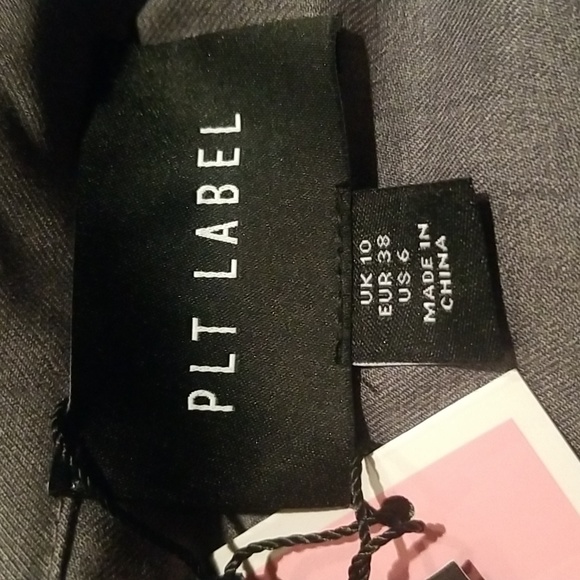 PLT LABEL
UK 10
EUR 38
US 6
MADE IN
CHINA